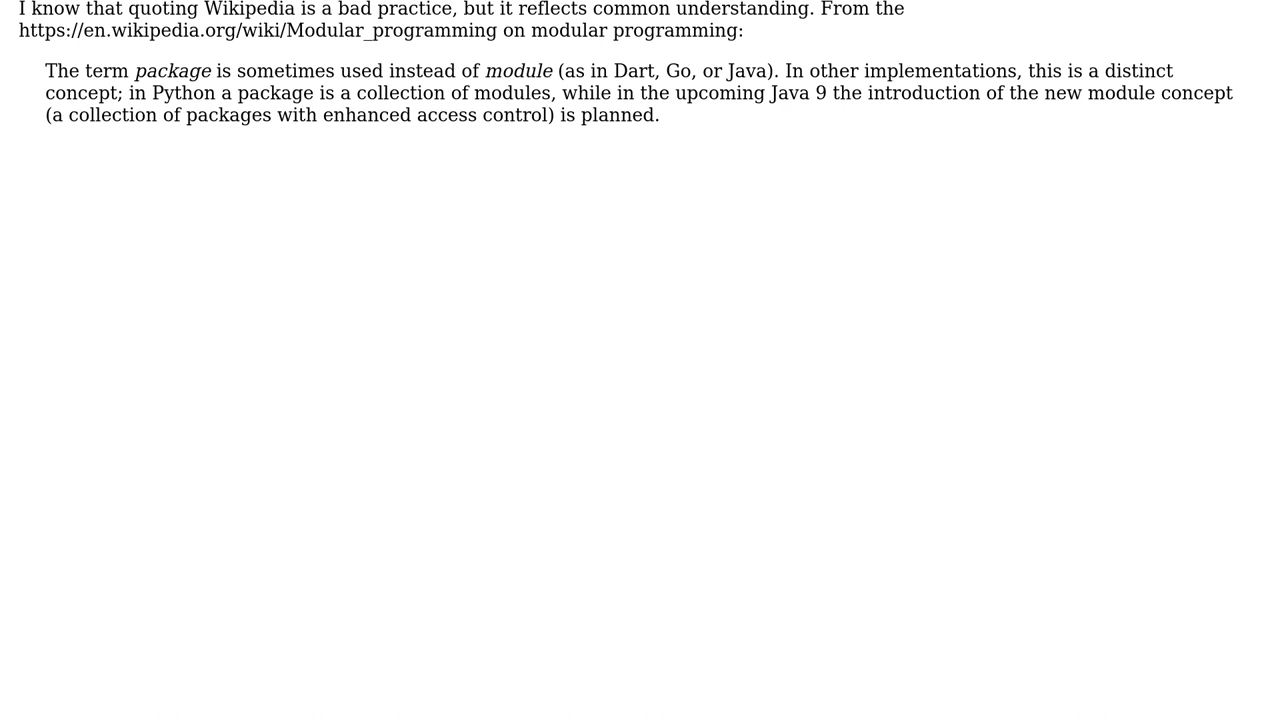 I know that quoting Wikipedia is a bad practice, but it reflects common understanding. From the
https://en.wikipedia.org/wiki/Modular_programming on modular programming:
The term package is sometimes used instead of module (as in Dart, Go, or Java). In other implementations, this is a distinct
concept; in Python a package is a collection of modules, while in the upcoming Java 9 the introduction of the new module concept
(a collection of packages with enhanced access control) is planned.